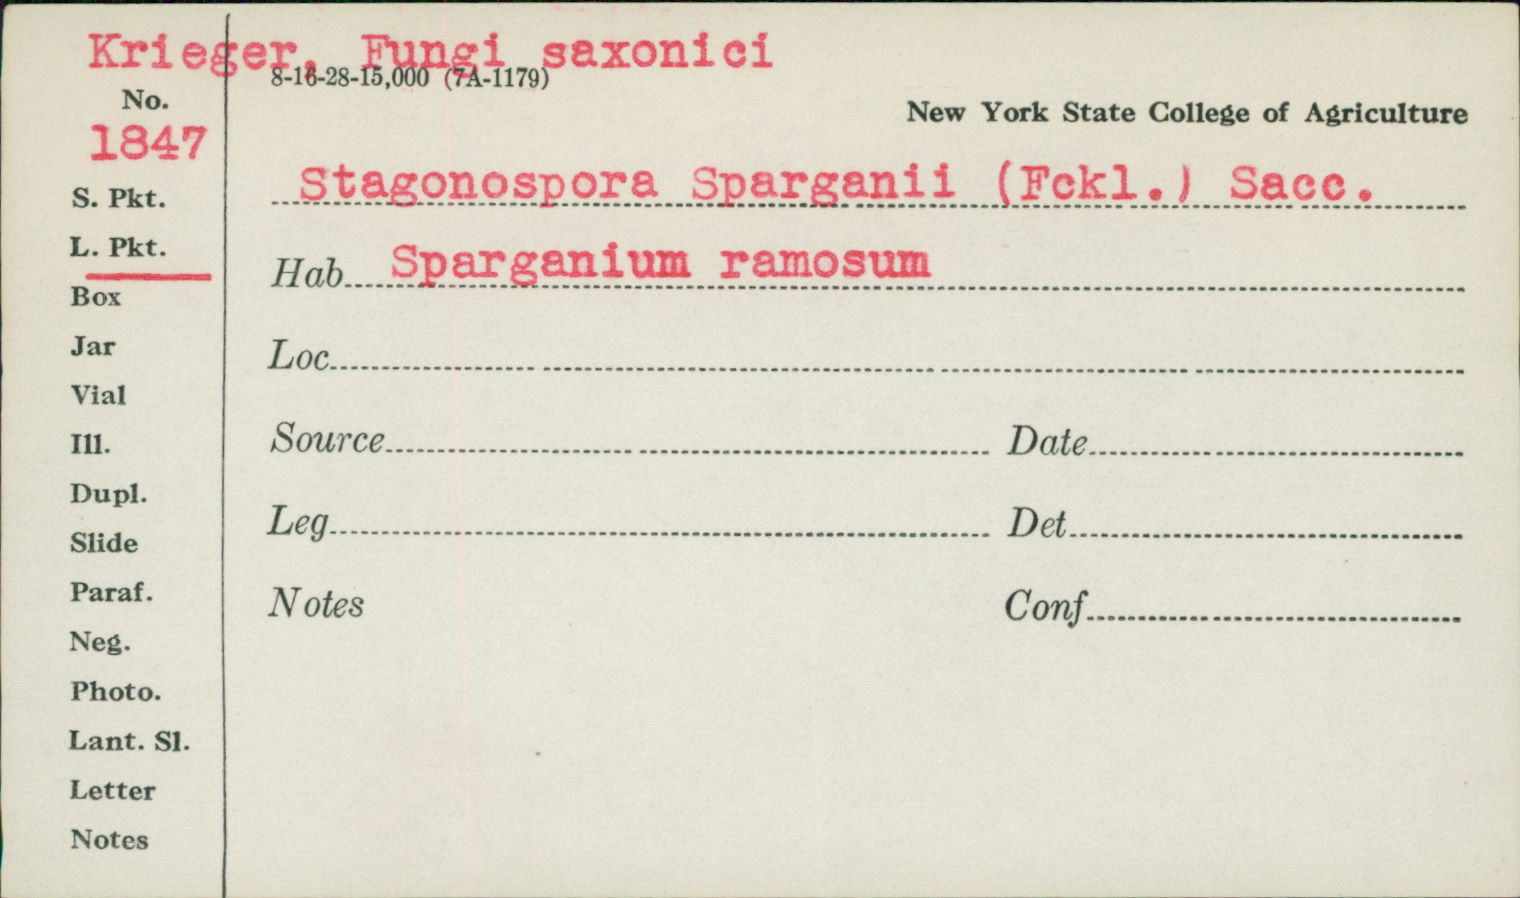 Krieger, Fungi saxonici
8-16-28-15,000 (7A-1179)
No.
New York State College of Agriculture
1847
Stagonospora Sparganii (Fckl.) Sacc.
S. Pkt.
L. Pkt.
Hab Sparganium ramosum
Box
Jar
Loc
Vial
Ill.
Source Date
Dupl.
Slide
Leg Det
Paraf.
Notes Conf
Neg.
Photo.
Lant. Sl.
Letter
Notes